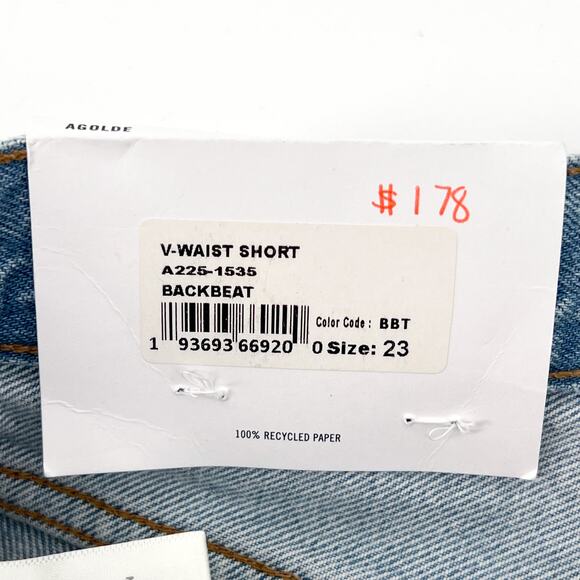 AGOLDE
$178
V-WAIST SHORT
A225-1535
BACKBEAT
Color Code : BBT
1 93693 66920 0 Size: 23
100% RECYCLED PAPER